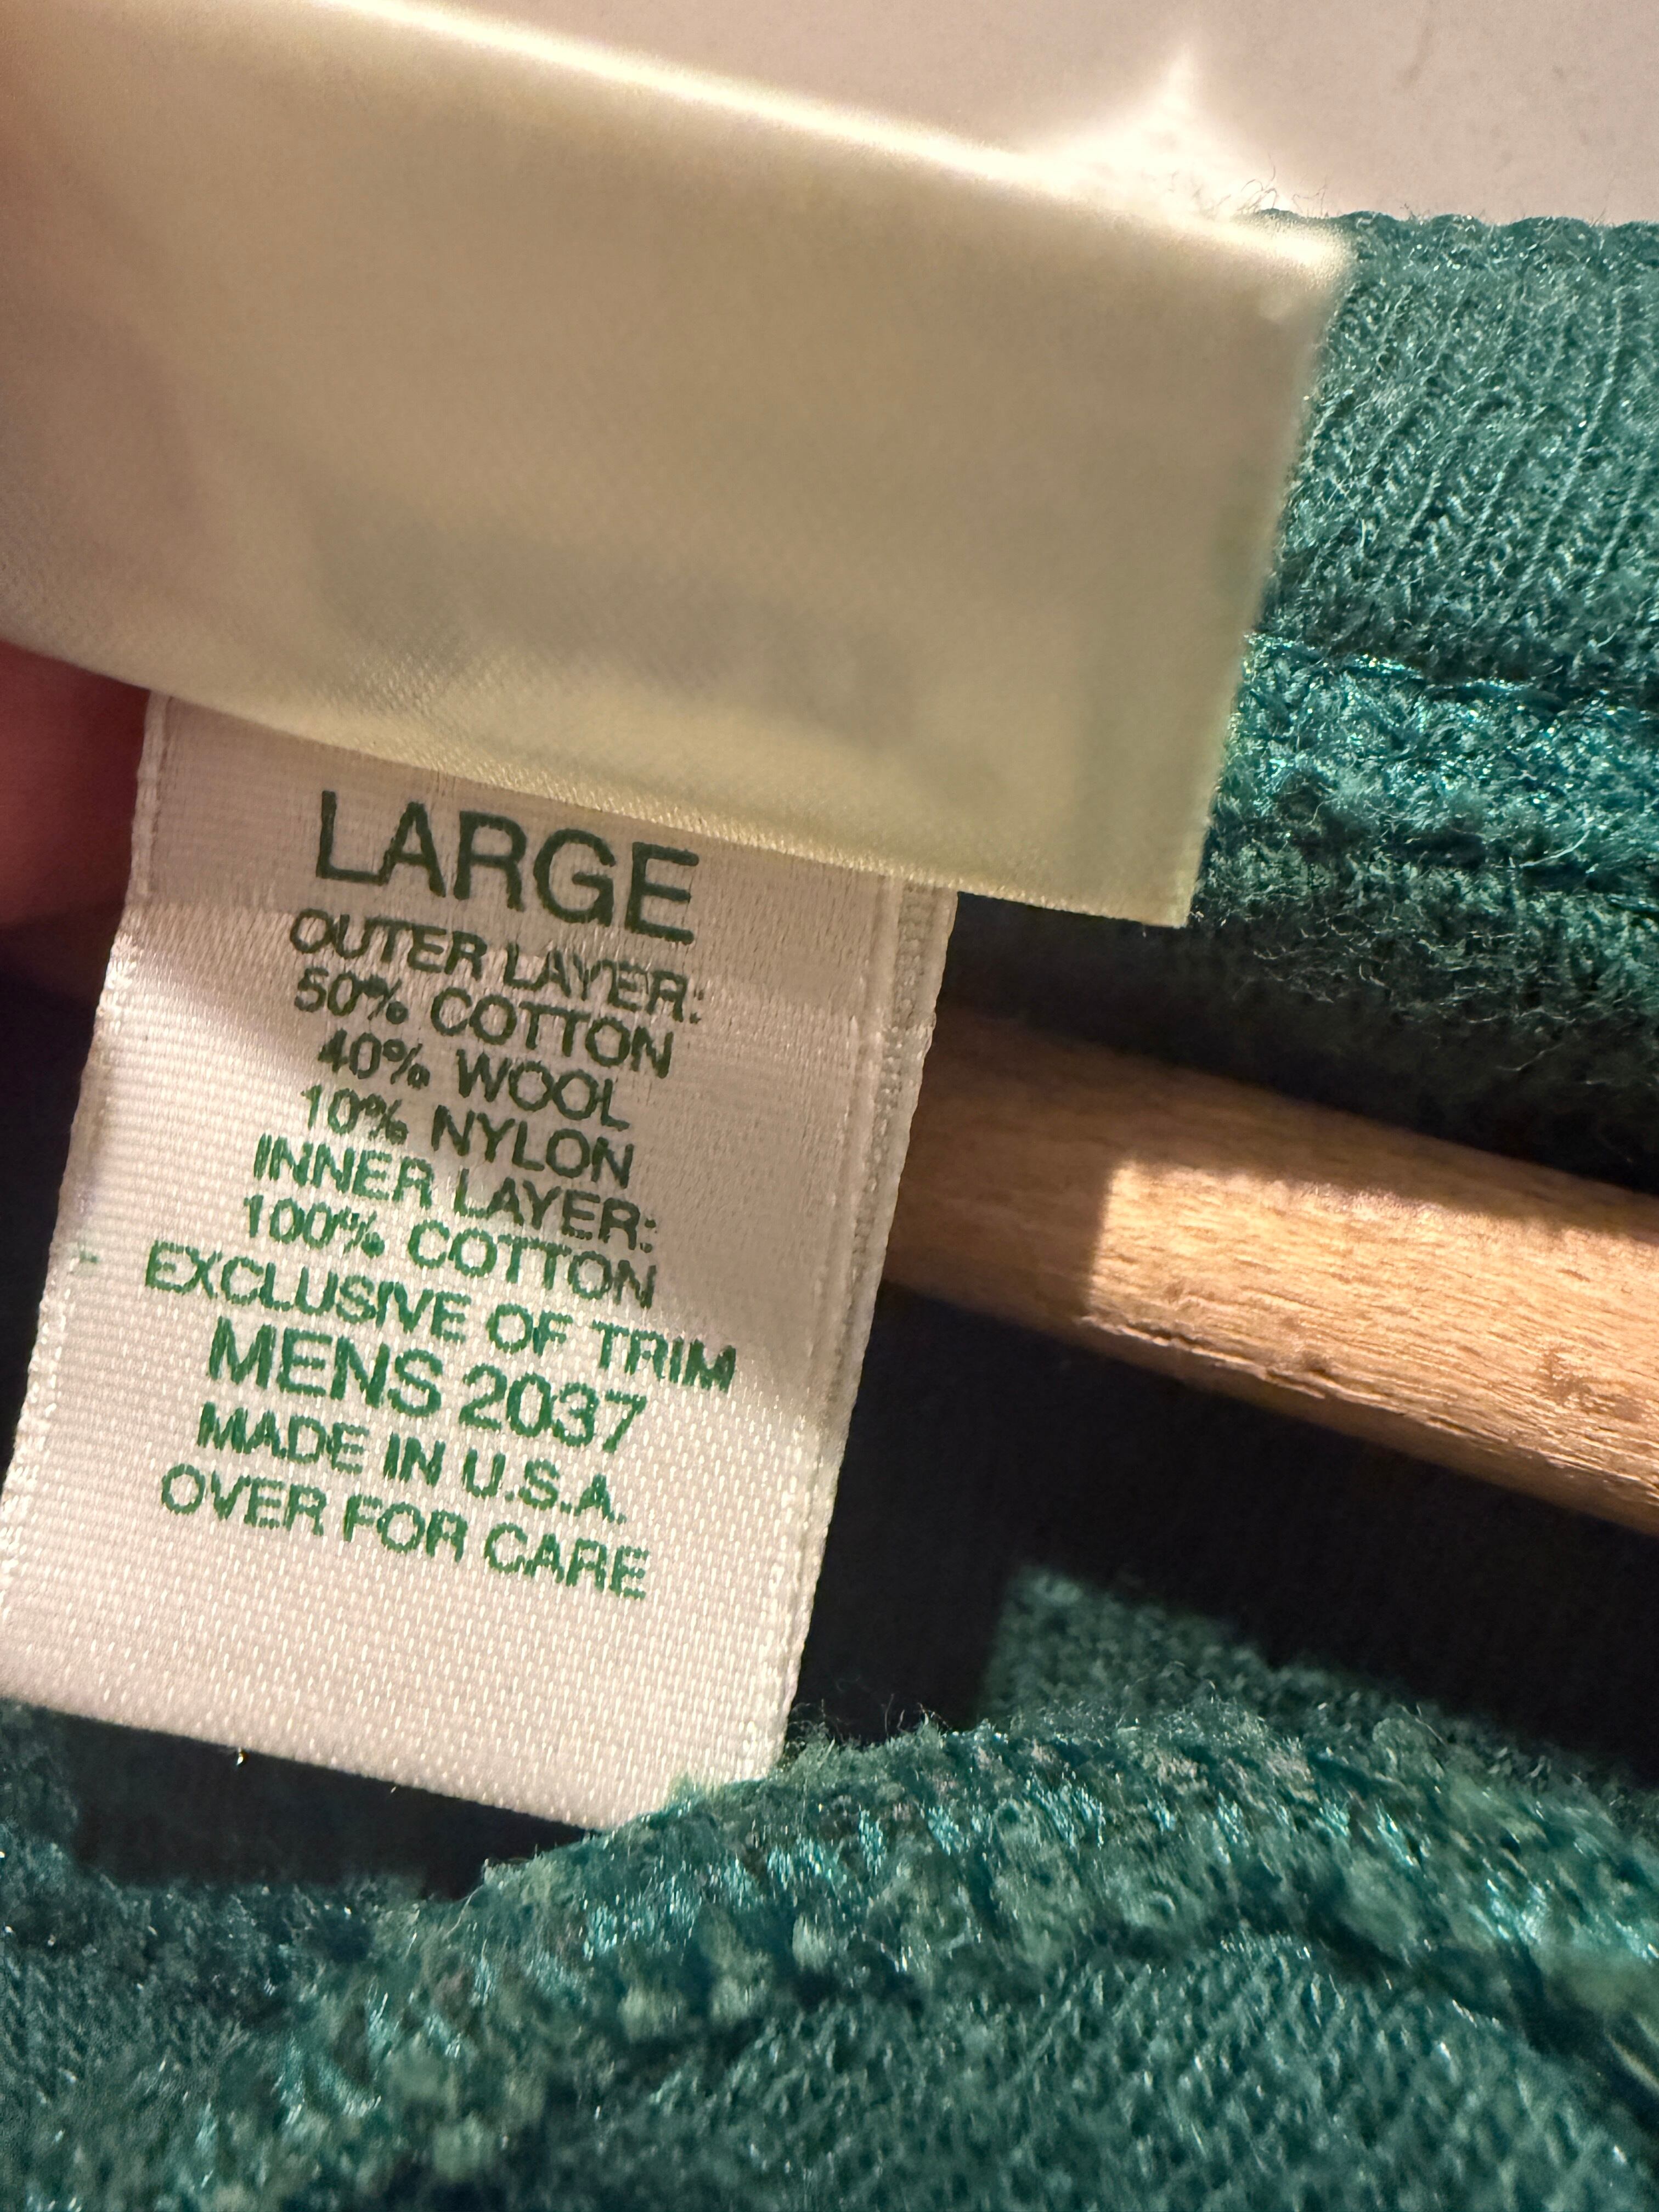 LARGE
OUTER LAYER:
50% COTTON
40% WOOL
10% NYLON
INNER LAYER:
100% COTTON
EXCLUSIVE OF TRIM
MENS 2037
MADE IN U.S.A.
OVER FOR CARE